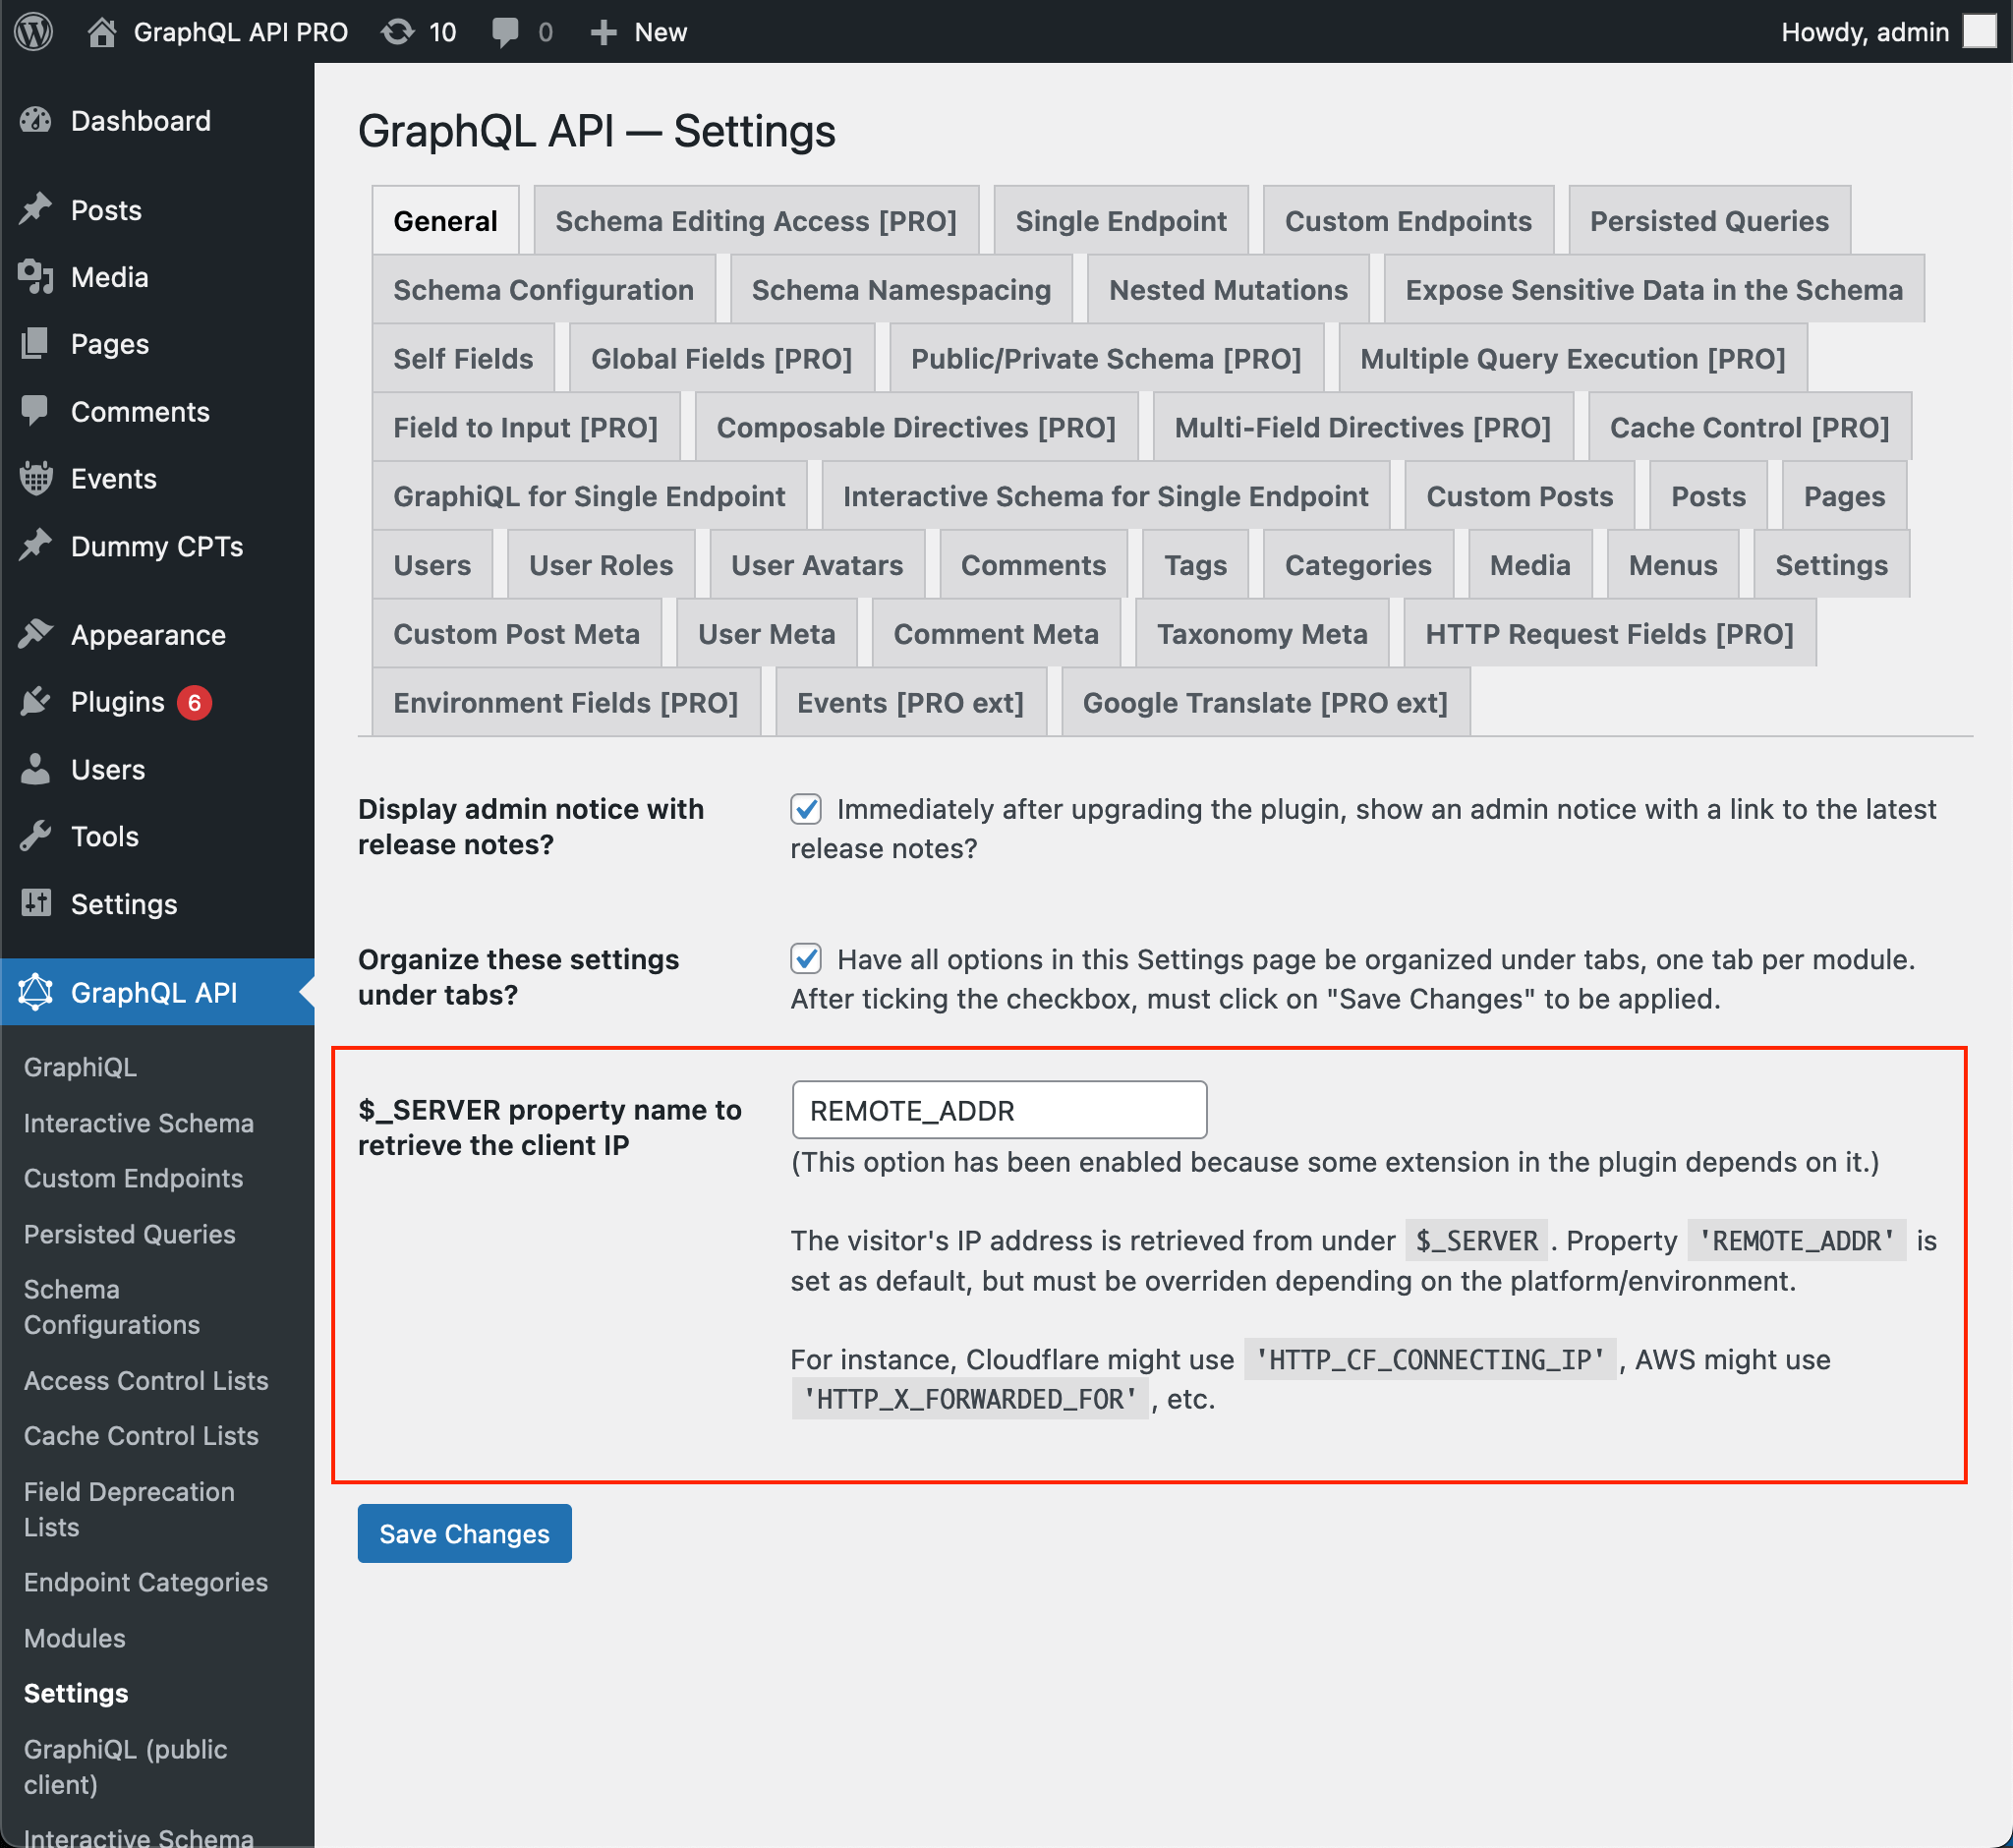 GraphQL API PRO 10 0 New Howdy, admin
Dashboard
Posts
Media
Pages
Comments
Events
Dummy CPTs
Appearance
Plugins 6
Users
Tools
Settings
GraphQL API
GraphiQL
Interactive Schema
Custom Endpoints
Persisted Queries
Schema
Configurations
Access Control Lists
Cache Control Lists
Field Deprecation
Lists
Endpoint Categories
Modules
Settings
GraphiQL (public
client)
Interactive Schema
GraphQL API — Settings
General Schema Editing Access [PRO] Single Endpoint Custom Endpoints Persisted Queries
Schema Configuration Schema Namespacing Nested Mutations Expose Sensitive Data in the Schema
Self Fields Global Fields [PRO] Public/Private Schema [PRO] Multiple Query Execution [PRO]
Field to Input [PRO] Composable Directives [PRO] Multi-Field Directives [PRO] Cache Control [PRO]
GraphiQL for Single Endpoint Interactive Schema for Single Endpoint Custom Posts Posts Pages
Users User Roles User Avatars Comments Tags Categories Media Menus Settings
Custom Post Meta User Meta Comment Meta Taxonomy Meta HTTP Request Fields [PRO]
Environment Fields [PRO] Events [PRO ext] Google Translate [PRO ext]
Display admin notice with
release notes?
Immediately after upgrading the plugin, show an admin notice with a link to the latest
release notes?
Organize these settings
under tabs?
Have all options in this Settings page be organized under tabs, one tab per module.
After ticking the checkbox, must click on "Save Changes" to be applied.
$_SERVER property name to
retrieve the client IP
REMOTE_ADDR
(This option has been enabled because some extension in the plugin depends on it.)
The visitor's IP address is retrieved from under $_SERVER. Property 'REMOTE_ADDR' is
set as default, but must be overriden depending on the platform/environment.
For instance, Cloudflare might use 'HTTP_CF_CONNECTING_IP', AWS might use
'HTTP_X_FORWARDED_FOR', etc.
Save Changes